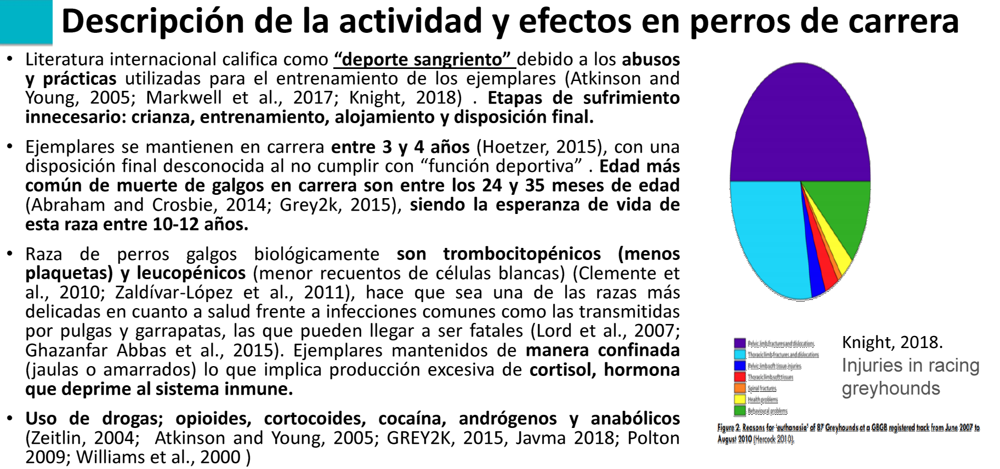 Descripción de la actividad y efectos en perros de carrera
• Literatura internacional califica como “deporte sangriento” debido a los abusos
y prácticas utilizadas para el entrenamiento de los ejemplares (Atkinson and
Young, 2005; Markwell et al., 2017; Knight, 2018) . Etapas de sufrimiento
innecesario: crianza, entrenamiento, alojamiento y disposición final.
• Ejemplares se mantienen en carrera entre 3 y 4 años (Hoetzer, 2015), con una
disposición final desconocida al no cumplir con “función deportiva” . Edad más
común de muerte de galgos en carrera son entre los 24 y 35 meses de edad
(Abraham and Crosbie, 2014; Grey2k, 2015), siendo la esperanza de vida de
esta raza entre 10-12 años.
• Raza de perros galgos biológicamente son trombocitopénicos (menos
plaquetas) y leucopénicos (menor recuentos de células blancas) (Clemente et
al., 2010; Zaldívar-López et al., 2011), hace que sea una de las razas más
delicadas en cuanto a salud frente a infecciones comunes como las transmitidas
por pulgas y garrapatas, las que pueden llegar a ser fatales (Lord et al., 2007;
Ghazanfar Abbas et al., 2015). Ejemplares mantenidos de manera confinada
(jaulas o amarrados) lo que implica producción excesiva de cortisol, hormona
que deprime al sistema inmune.
• Uso de drogas; opioides, cortocoides, cocaína, andrógenos y anabólicos
(Zeitlin, 2004; Atkinson and Young, 2005; GREY2K, 2015, Javma 2018; Polton
2009; Williams et al., 2000 )
Pelvic limb fractures and dislocations
Thoracic limb fractures and dislocations
Pelvic limb soft tissue injuries
Thoracic limb soft tissues
Spinal fractures
Health problems
Behavioural problems
Knight, 2018.
Injuries in racing
greyhounds
Figure 2. Reasons for 'euthanasia' of 87 Greyhounds at a GBGB registered track from June 2007 to
August 2010 (Hercock 2010).